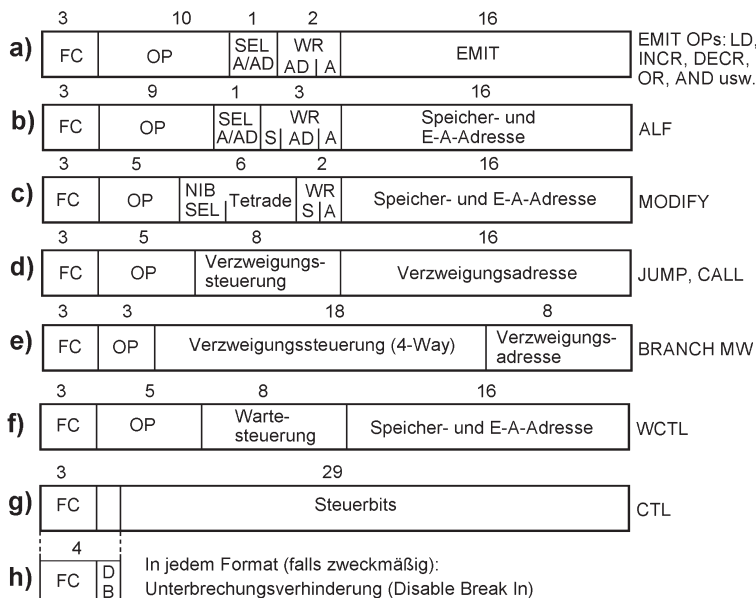 3 10 1 2 16
a) FC OP SEL A/AD WR AD A EMIT EMIT OPs: LD, INCR, DECR, OR, AND usw.
3 9 1 3 16
b) FC OP SEL A/AD WR S AD A Speicher- und E-A-Adresse ALF
3 5 6 2 16
c) FC OP NIB SEL Tetrade WR S A Speicher- und E-A-Adresse MODIFY
3 5 8 16
d) FC OP Verzweigungs-steuerung Verzweigungsadresse JUMP, CALL
3 3 18 8
e) FC OP Verzweigungssteuerung (4-Way) Verzweigungs-adresse BRANCH MW
3 5 8 16
f) FC OP Warte-steuerung Speicher- und E-A-Adresse WCTL
3 29
g) FC Steuerbits CTL
4
h) FC D B In jedem Format (falls zweckmäßig):
Unterbrechungsverhinderung (Disable Break In)